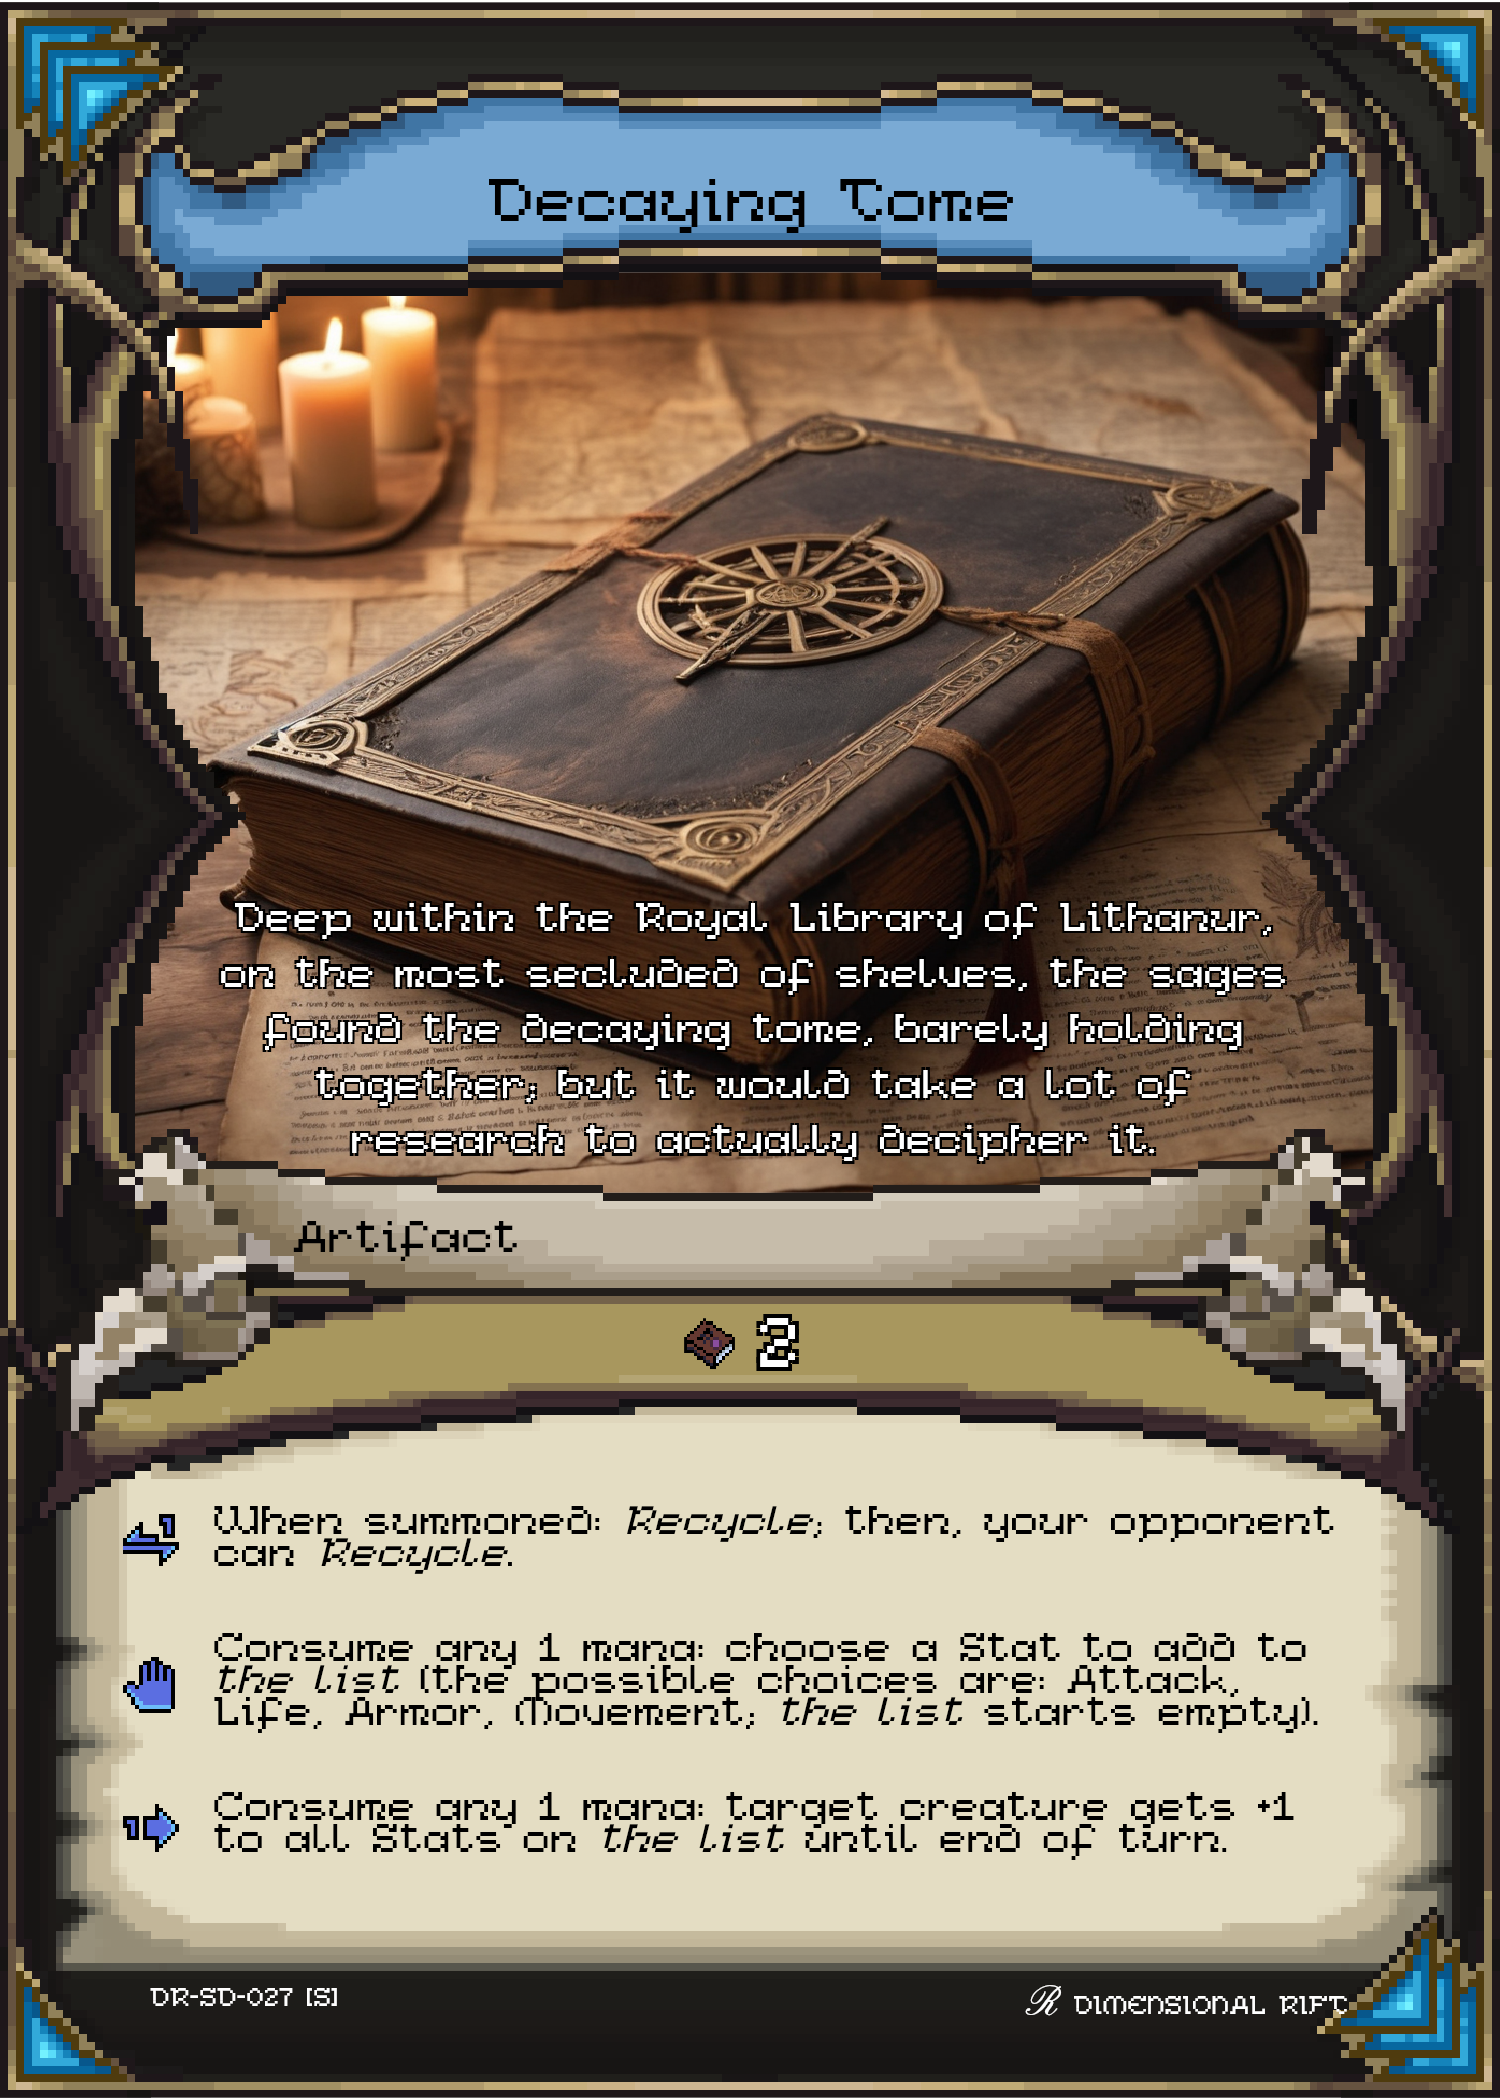 Decaying Tome
Deep within the Royal Library of Lithanur,
on the most secluded of shelves, the sages
found the decaying tome, barely holding
together; but it would take a lot of
research to actually decipher it.
Artifact
2
When summoned: Recycle; then, your opponent
can Recycle.
Consume any 1 mana: choose a Stat to add to
the list (the possible choices are: Attack,
Life, Armor, Movement; the list starts empty).
Consume any 1 mana: target creature gets +1
to all Stats on the list until end of turn.
DR-SD-027 [S]
R DIMENSIONAL RIFT